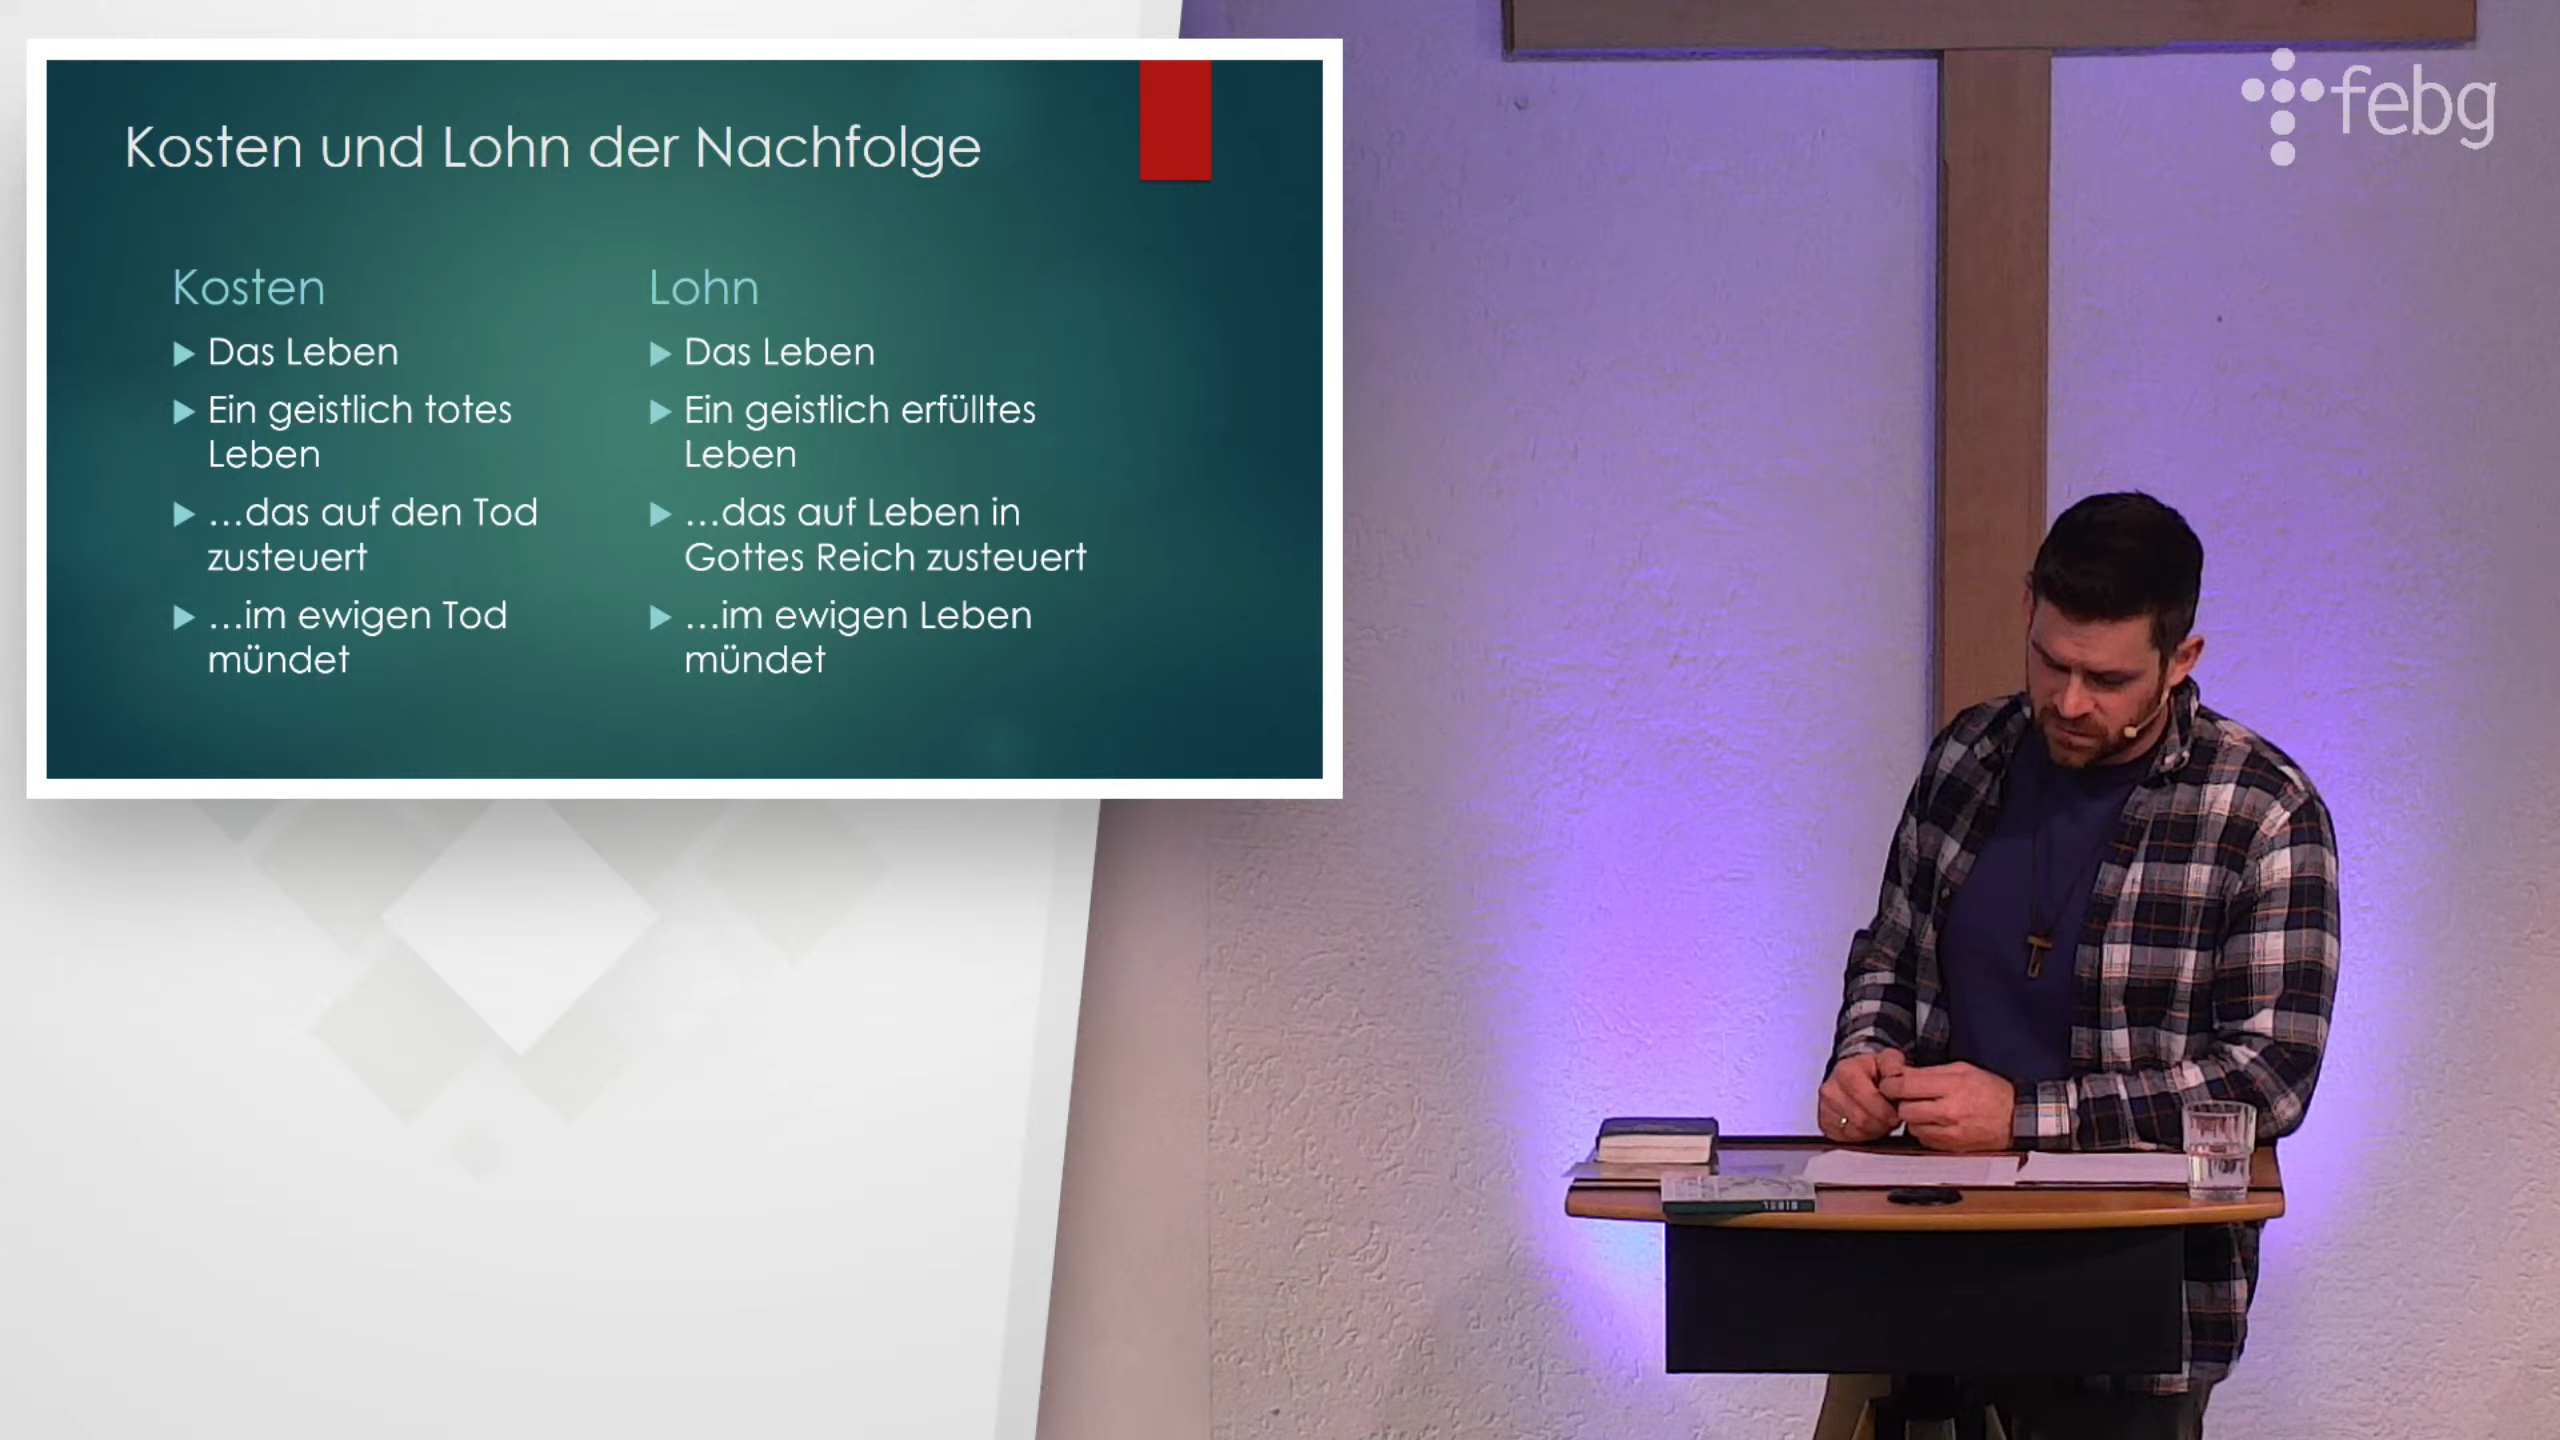 Kosten und Lohn der Nachfolge
Kosten
Das Leben
Ein geistlich totes
Leben
...das auf den Tod
zusteuert
...im ewigen Tod
mündet
Lohn
Das Leben
Ein geistlich erfülltes
Leben
...das auf Leben in
Gottes Reich zusteuert
...im ewigen Leben
mündet
febg
BIBEL